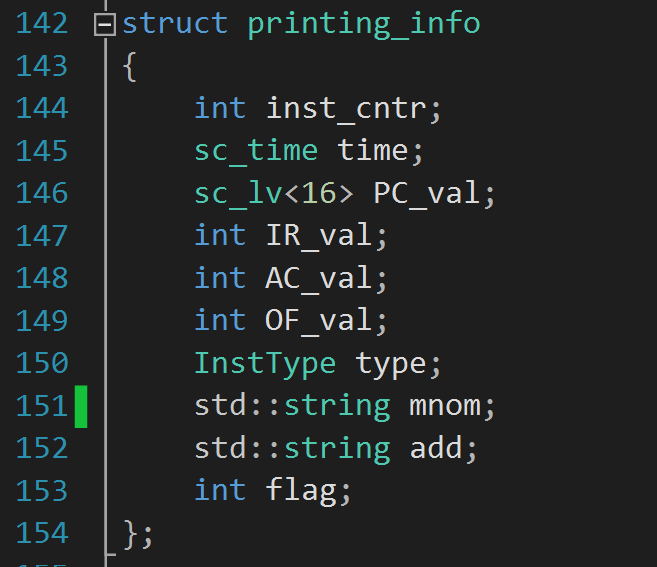 142 struct printing_info
143 {
144 int inst_cntr;
145 sc_time time;
146 sc_lv<16> PC_val;
147 int IR_val;
148 int AC_val;
149 int OF_val;
150 InstType type;
151 std::string mnom;
152 std::string add;
153 int flag;
154 };